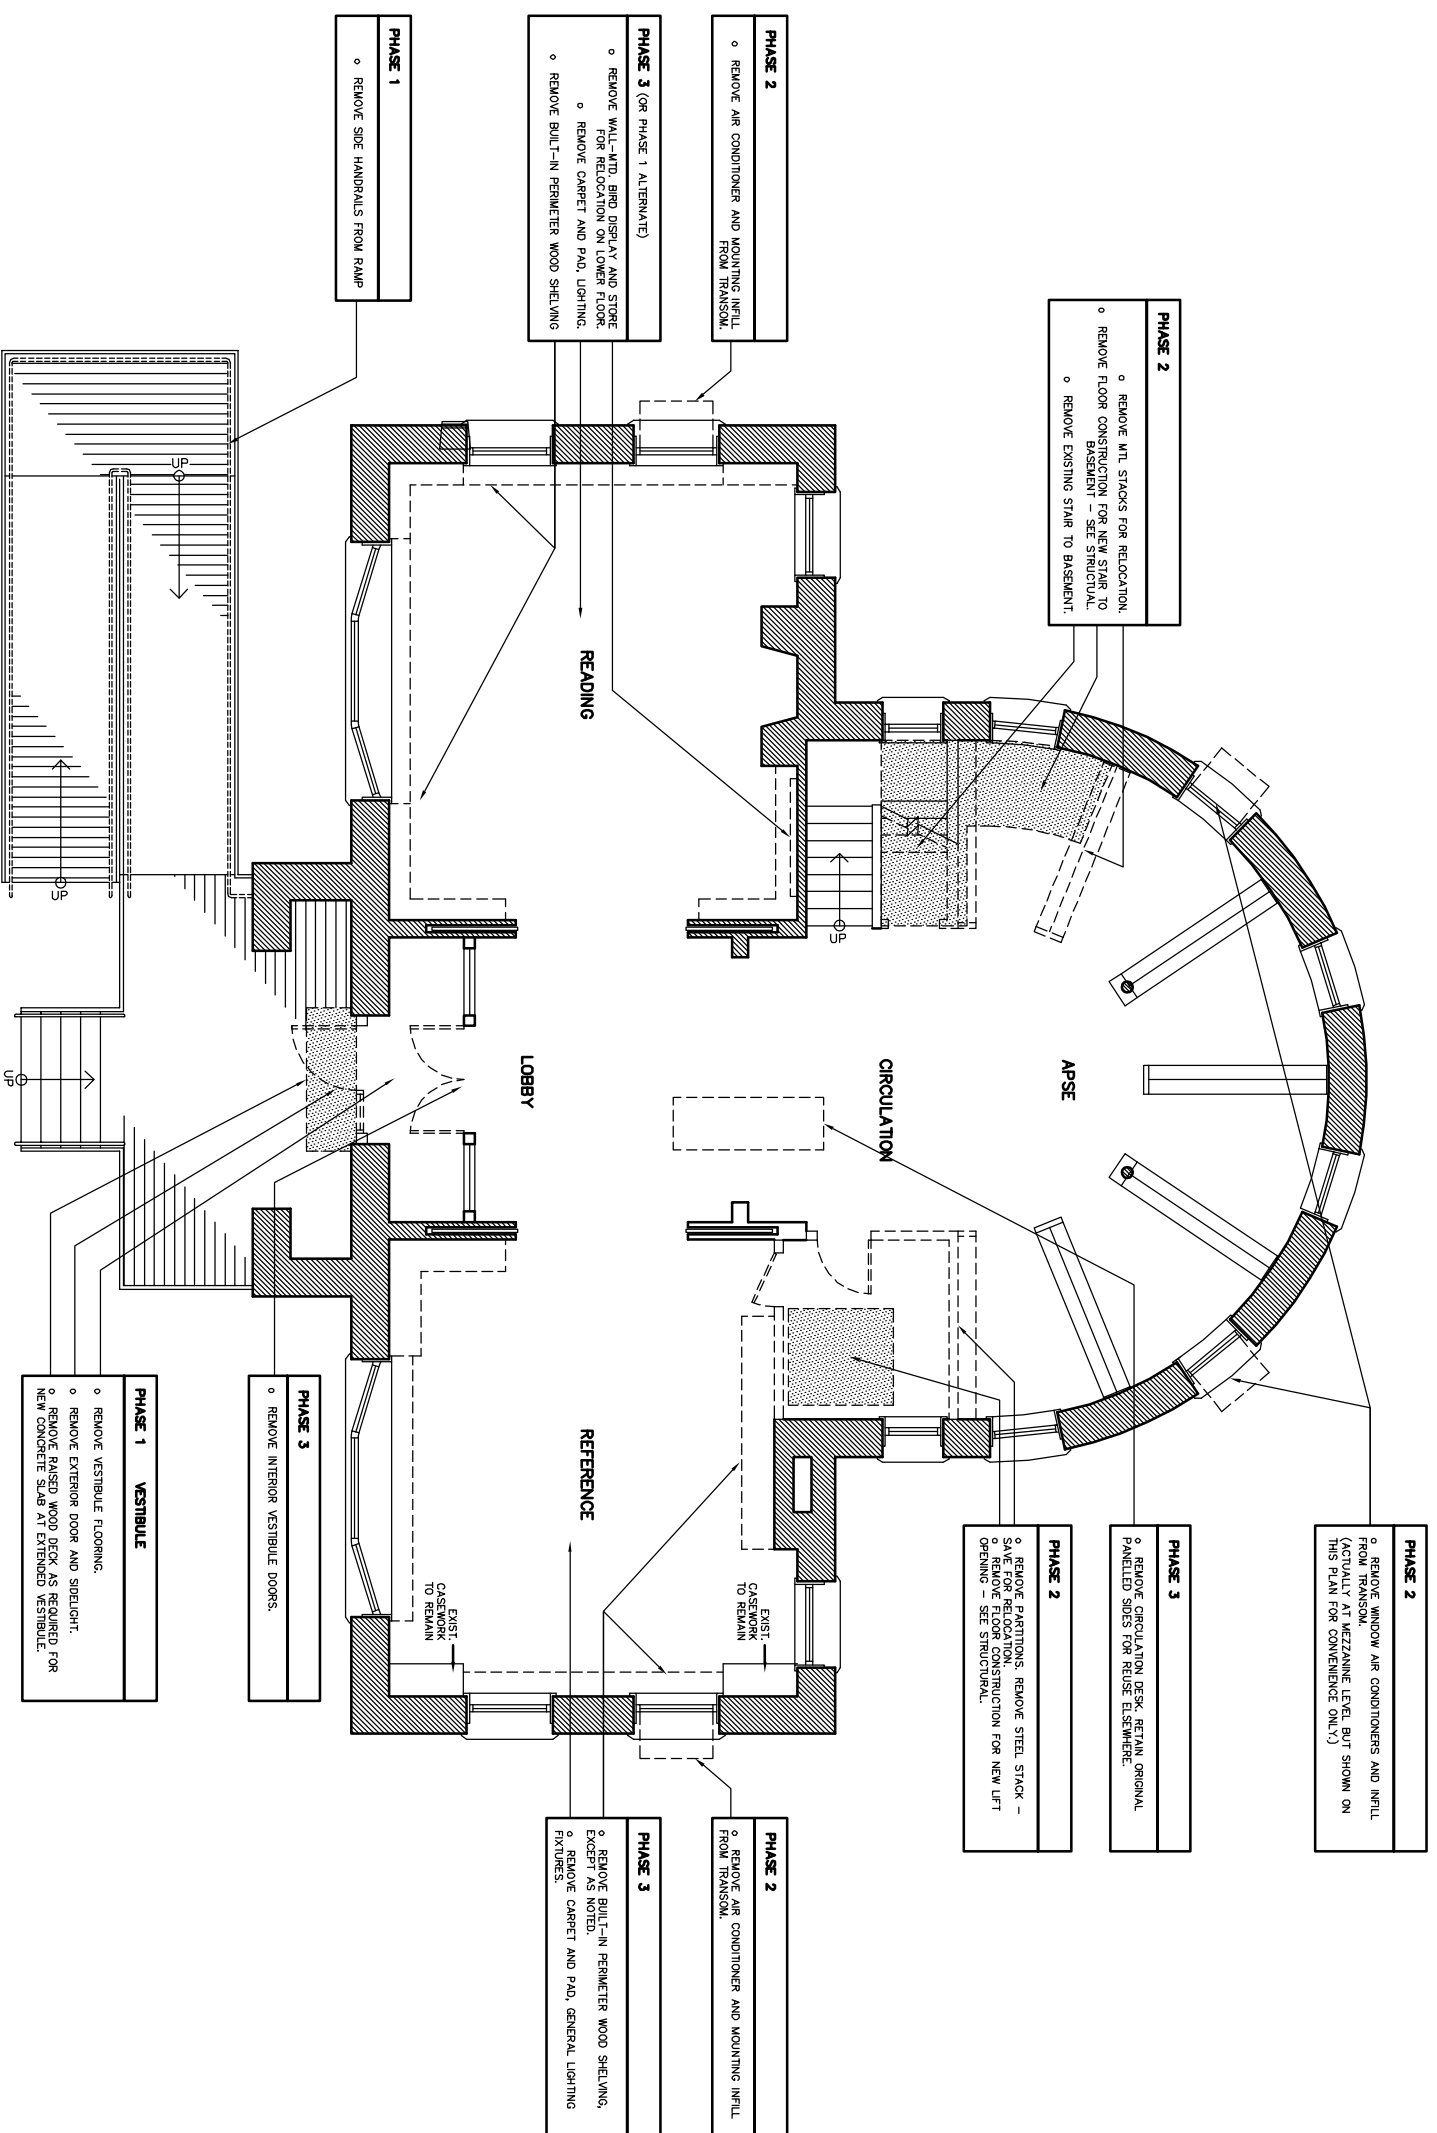 PHASE 2
o REMOVE WINDOW AIR CONDITIONERS AND INFILL
FROM TRANSOM.
(ACTUALLY AT MEZZANINE LEVEL BUT SHOWN ON
THIS PLAN FOR CONVENIENCE ONLY.)
PHASE 3
o REMOVE CIRCULATION DESK. RETAIN ORIGINAL
PANELLED SIDES FOR REUSE ELSEWHERE.
PHASE 2
o REMOVE MTL STACKS FOR RELOCATION.
o REMOVE FLOOR CONSTRUCTION FOR NEW STAIR TO
BASEMENT – SEE STRUCTUAL.
o REMOVE EXISTING STAIR TO BASEMENT.
APSE
PHASE 2
o REMOVE PARTITIONS. REMOVE STEEL STACK –
SAVE FOR RELOCATION.
o REMOVE FLOOR CONSTRUCTION FOR NEW LIFT
OPENING – SEE STRUCTURAL.
CIRCULATION
UP
PHASE 2
o REMOVE AIR CONDITIONER AND MOUNTING INFILL
FROM TRANSOM.
EXIST.
CASEWORK
TO REMAIN
PHASE 2
o REMOVE AIR CONDITIONER AND MOUNTING INFILL
FROM TRANSOM.
PHASE 3 (OR PHASE 1 ALTERNATE)
o REMOVE WALL-MTD. BIRD DISPLAY AND STORE
FOR RELOCATION ON LOWER FLOOR.
o REMOVE CARPET AND PAD, LIGHTING.
o REMOVE BUILT-IN PERIMETER WOOD SHELVING
READING
REFERENCE
PHASE 3
o REMOVE BUILT-IN PERIMETER WOOD SHELVING,
EXCEPT AS NOTED.
o REMOVE CARPET AND PAD, GENERAL LIGHTING
FIXTURES.
LOBBY
EXIST.
CASEWORK
TO REMAIN
PHASE 1
o REMOVE SIDE HANDRAILS FROM RAMP
PHASE 3
o REMOVE INTERIOR VESTIBULE DOORS.
UP
UP
UP
PHASE 1 VESTIBULE
o REMOVE VESTIBULE FLOORING.
o REMOVE EXTERIOR DOOR AND SIDELIGHT.
o REMOVE RAISED WOOD DECK AS REQUIRED FOR
NEW CONCRETE SLAB AT EXTENDED VESTIBULE.